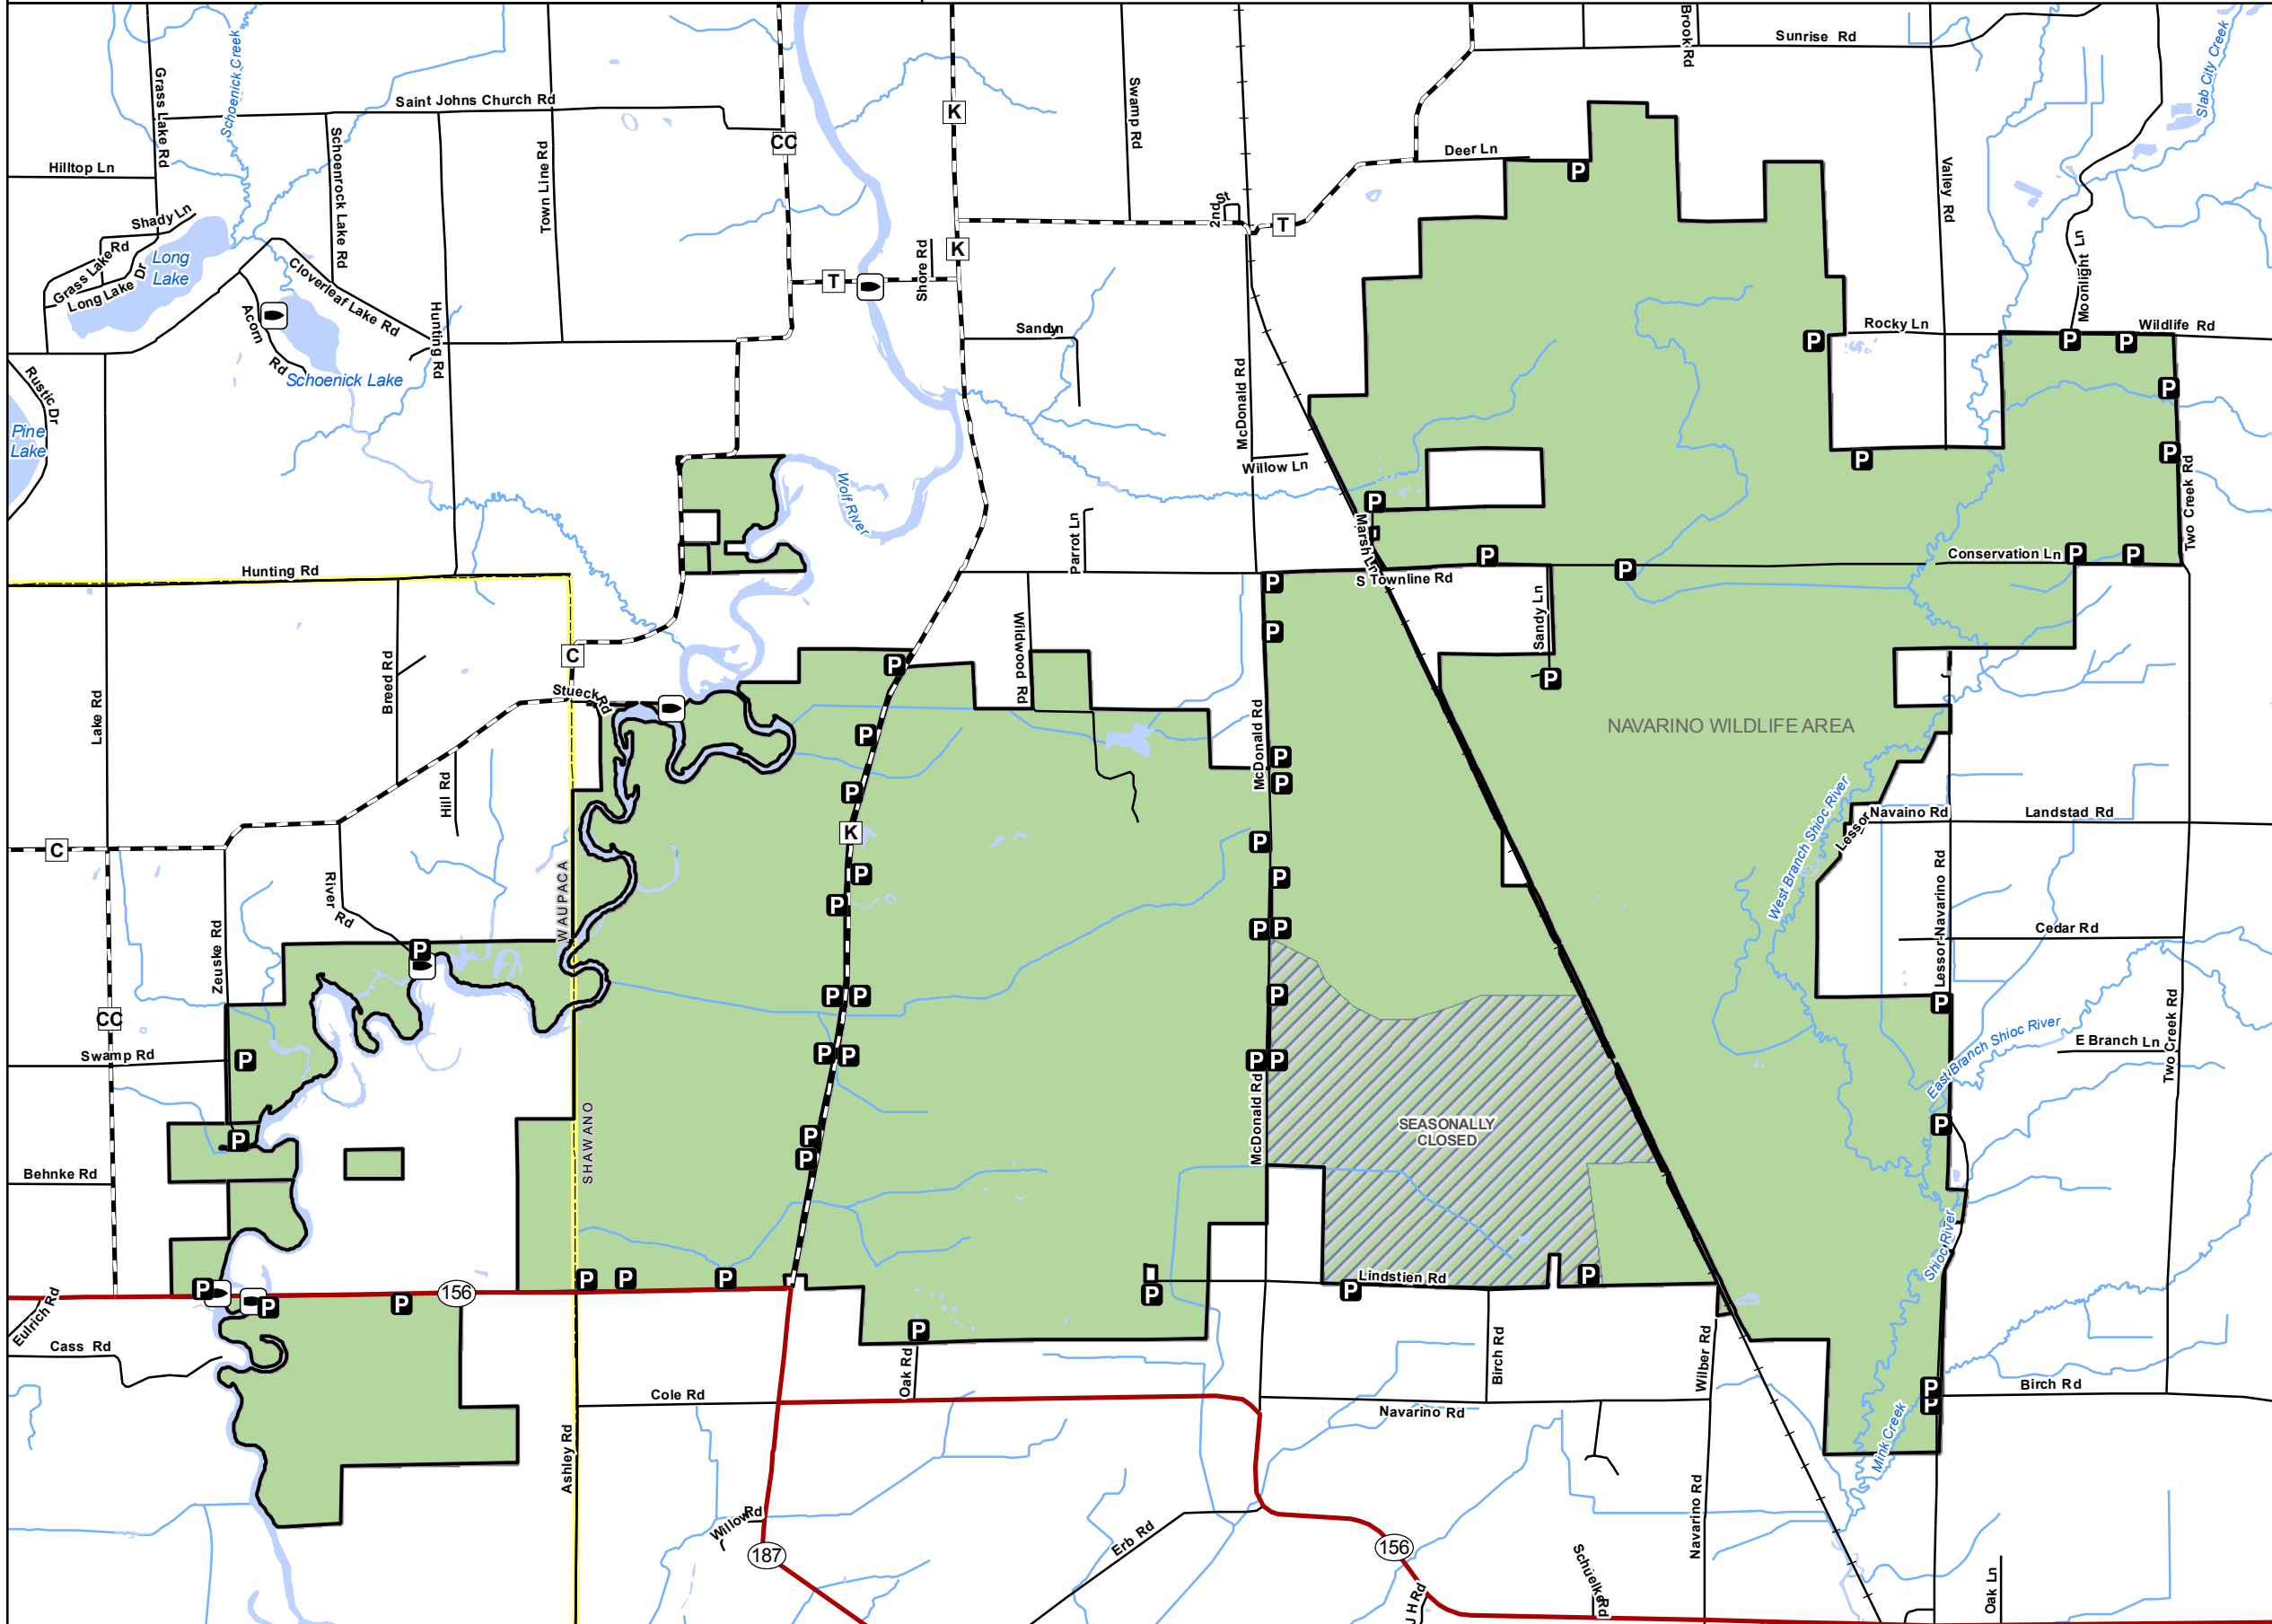 Sunrise Rd
Brook Rd
Slab City Creek
Schoenick Creek
Grass Lake Rd
Saint Johns Church Rd
Swamp Rd
K
CC
Deer Ln
P
Hilltop Ln
Schoenrock Lake Rd
Town Line Rd
Valley Rd
Shady Ln
2nd St
T
K
Grass Lake Rd
Long Lake Dr
Long
Lake
Cloverleaf Lake Rd
Shore Rd
T
Moonlight Ln
Acorn Rd
Hunting Rd
Sandyn
Rocky Ln
Wildlife Rd
P
P
P
McDonald Rd
Schoenick Lake
Rustic Dr
P
Pine
Lake
Willow Ln
P
P
Two Creek Rd
Wolf River
P
Marsh Ln
Parrot Ln
Hunting Rd
S Townline Rd
P
P
Conservation Ln
P
P
P
P
Sandy Ln
P
Wildwood Rd
C
Breed Rd
Stueck Rd
P
Lake Rd
McDonald Rd
NAVARINO WILDLIFE AREA
P
P
P
P
Hill Rd
West Branch Shioc River
Lessor
Navaino Rd
Landstad Rd
K
C
P
P
P
P
River Rd
WAUPACA
Zeuske Rd
Lessor-Navarino Rd
P
P
P
Cedar Rd
P
P
P
P
CC
Swamp Rd
P
P
P
P
P
East Branch Shioc River
E Branch Ln
Two Creek Rd
SHAWANO
McDonald Rd
SEASONALLY
CLOSED
P
P
P
P
Behnke Rd
Shioc River
P
P
P
P
P
Lindstien Rd
P
P
P
P
156
Eulrich Rd
Cass Rd
P
Oak Rd
Birch Rd
Wilber Rd
Cole Rd
Navarino Rd
P
P
Birch Rd
Mink Creek
Ashley Rd
Willow Rd
Erb Rd
187
156
Navarino Rd
Schuelke Rd
J H Rd
Oak Ln